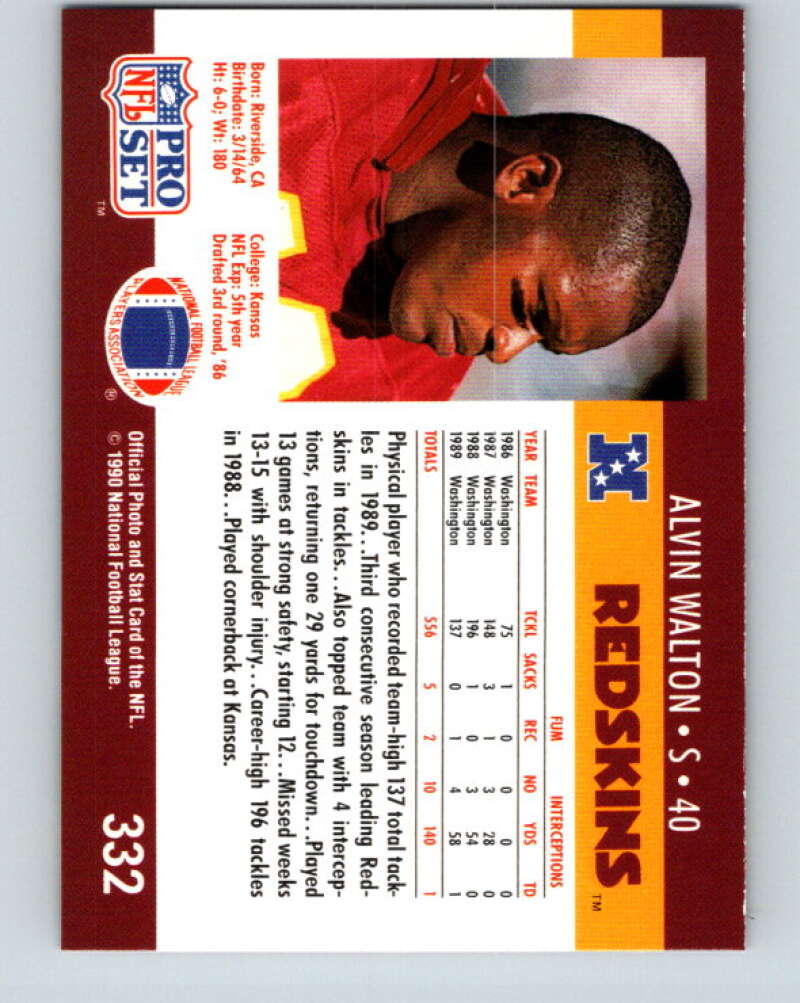 ALVIN WALTON • S • 40
REDSKINS™
N
Born: Riverside, CA
Birthdate: 3/14/64
Ht: 6-0; Wt: 180
College: Kansas
NFL Exp: 5th year
Drafted 3rd round, '86
FUM INTERCEPTIONS
YEAR TEAM TCKL SACKS REC NO YDS TD
1986 Washington 75 1 0 0 0 0
1987 Washington 148 3 1 3 28 0
1988 Washington 196 1 0 3 54 0
1989 Washington 137 0 1 4 58 1
TOTALS 556 5 2 10 140 1
Physical player who recorded team-high 137 total tack-
les in 1989...Third consecutive season leading Red-
skins in tackles...Also topped team with 4 intercep-
tions, returning one 29 yards for touchdown...Played
13 games at strong safety, starting 12...Missed weeks
13-15 with shoulder injury...Career-high 196 tackles
in 1988...Played cornerback at Kansas.
PRO
NFL SET
™
NATIONAL FOOTBALL LEAGUE
PLAYERS ASSOCIATION
®
Official Photo and Stat Card of the NFL.
© 1990 National Football League.
332